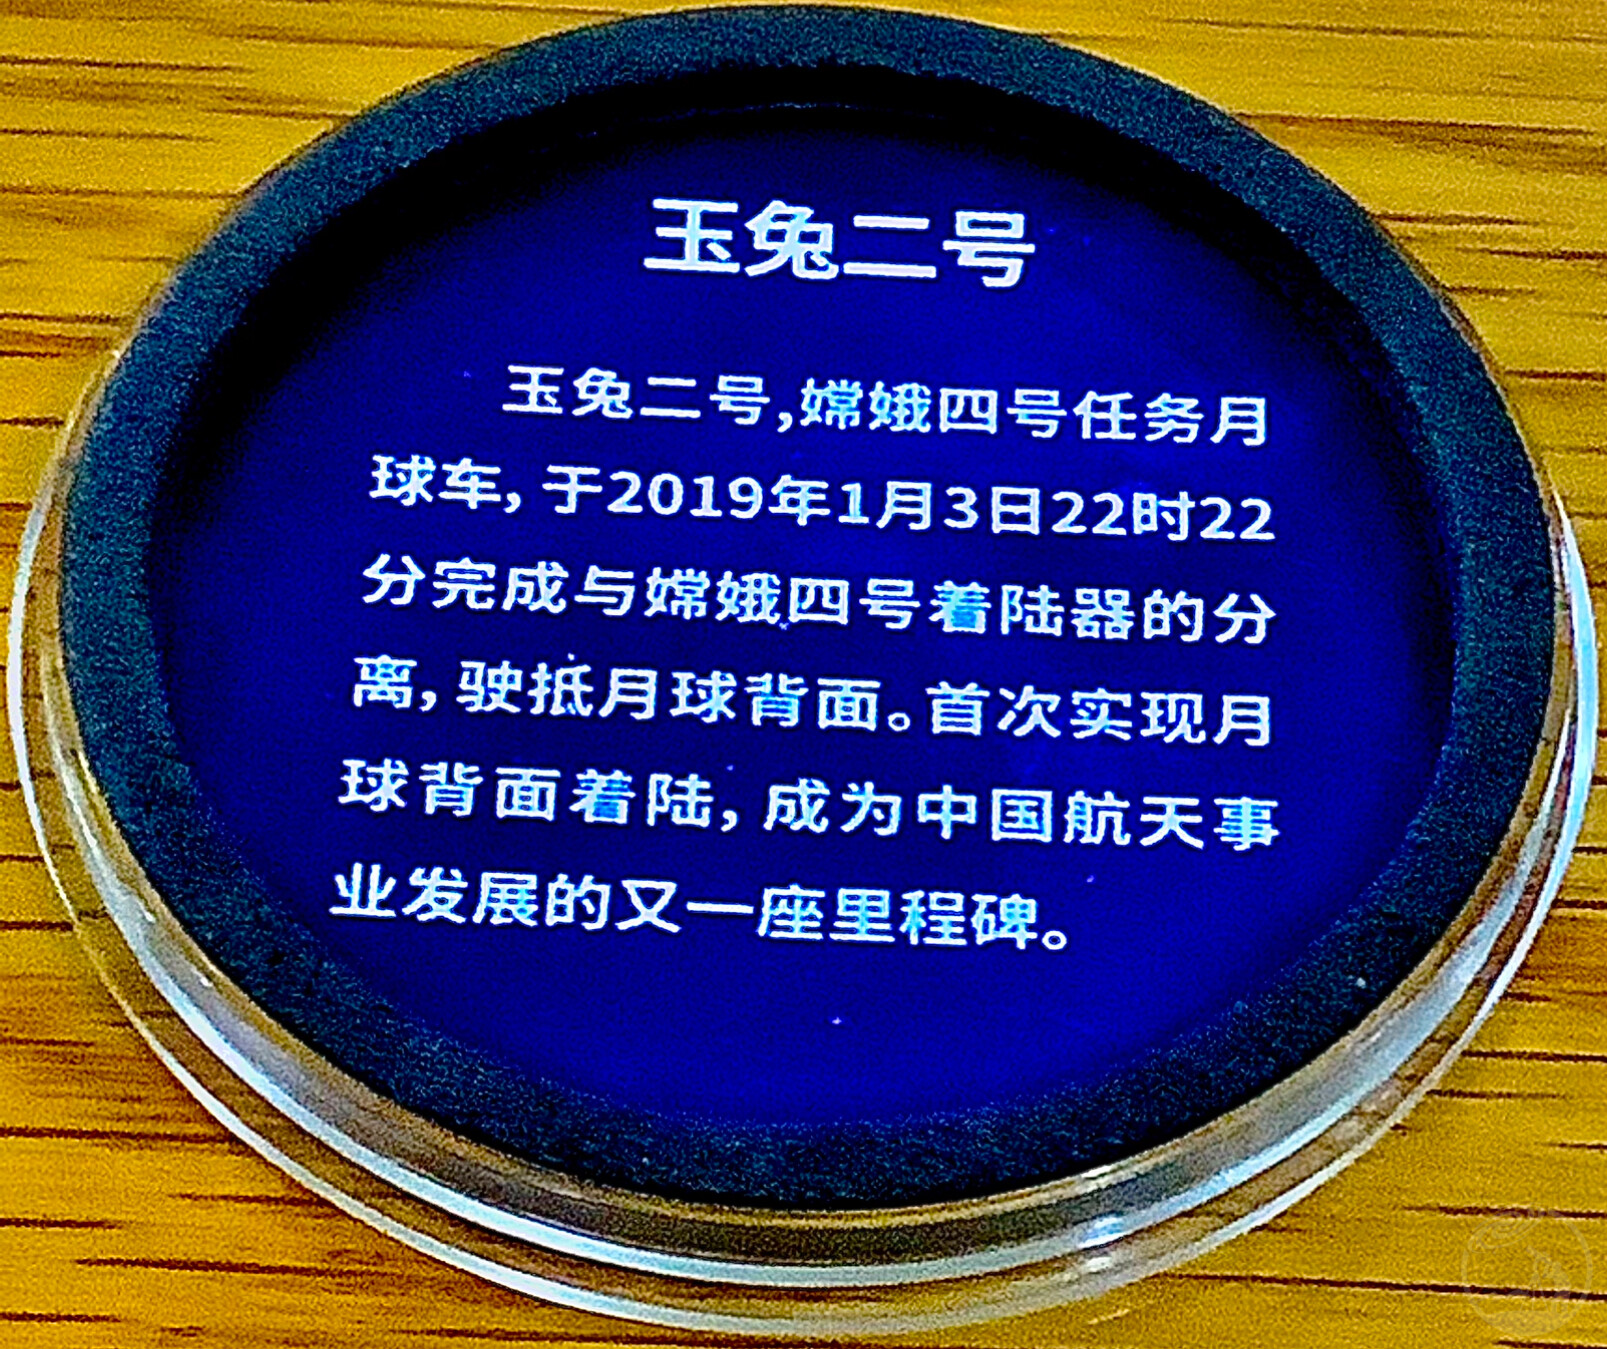 玉兔二号
玉兔二号,嫦娥四号任务月
球车,于2019年1月3日22时22
分完成与嫦娥四号着陆器的分
离,驶抵月球背面。首次实现月
球背面着陆,成为中国航天事
业发展的又一座里程碑。